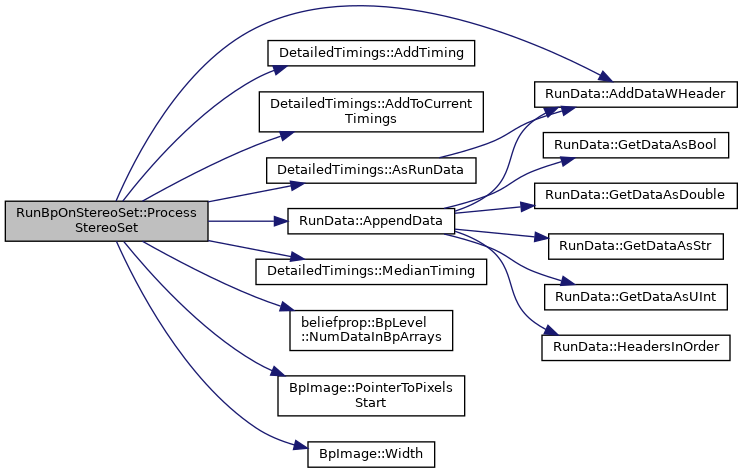 RunBpOnStereoSet::Process
StereoSet
DetailedTimings::AddTiming
DetailedTimings::AddToCurrent
Timings
DetailedTimings::AsRunData
RunData::AppendData
DetailedTimings::MedianTiming
beliefprop::BpLevel
::NumDataInBpArrays
BpImage::PointerToPixels
Start
BpImage::Width
RunData::AddDataWHeader
RunData::GetDataAsBool
RunData::GetDataAsDouble
RunData::GetDataAsStr
RunData::GetDataAsUInt
RunData::HeadersInOrder